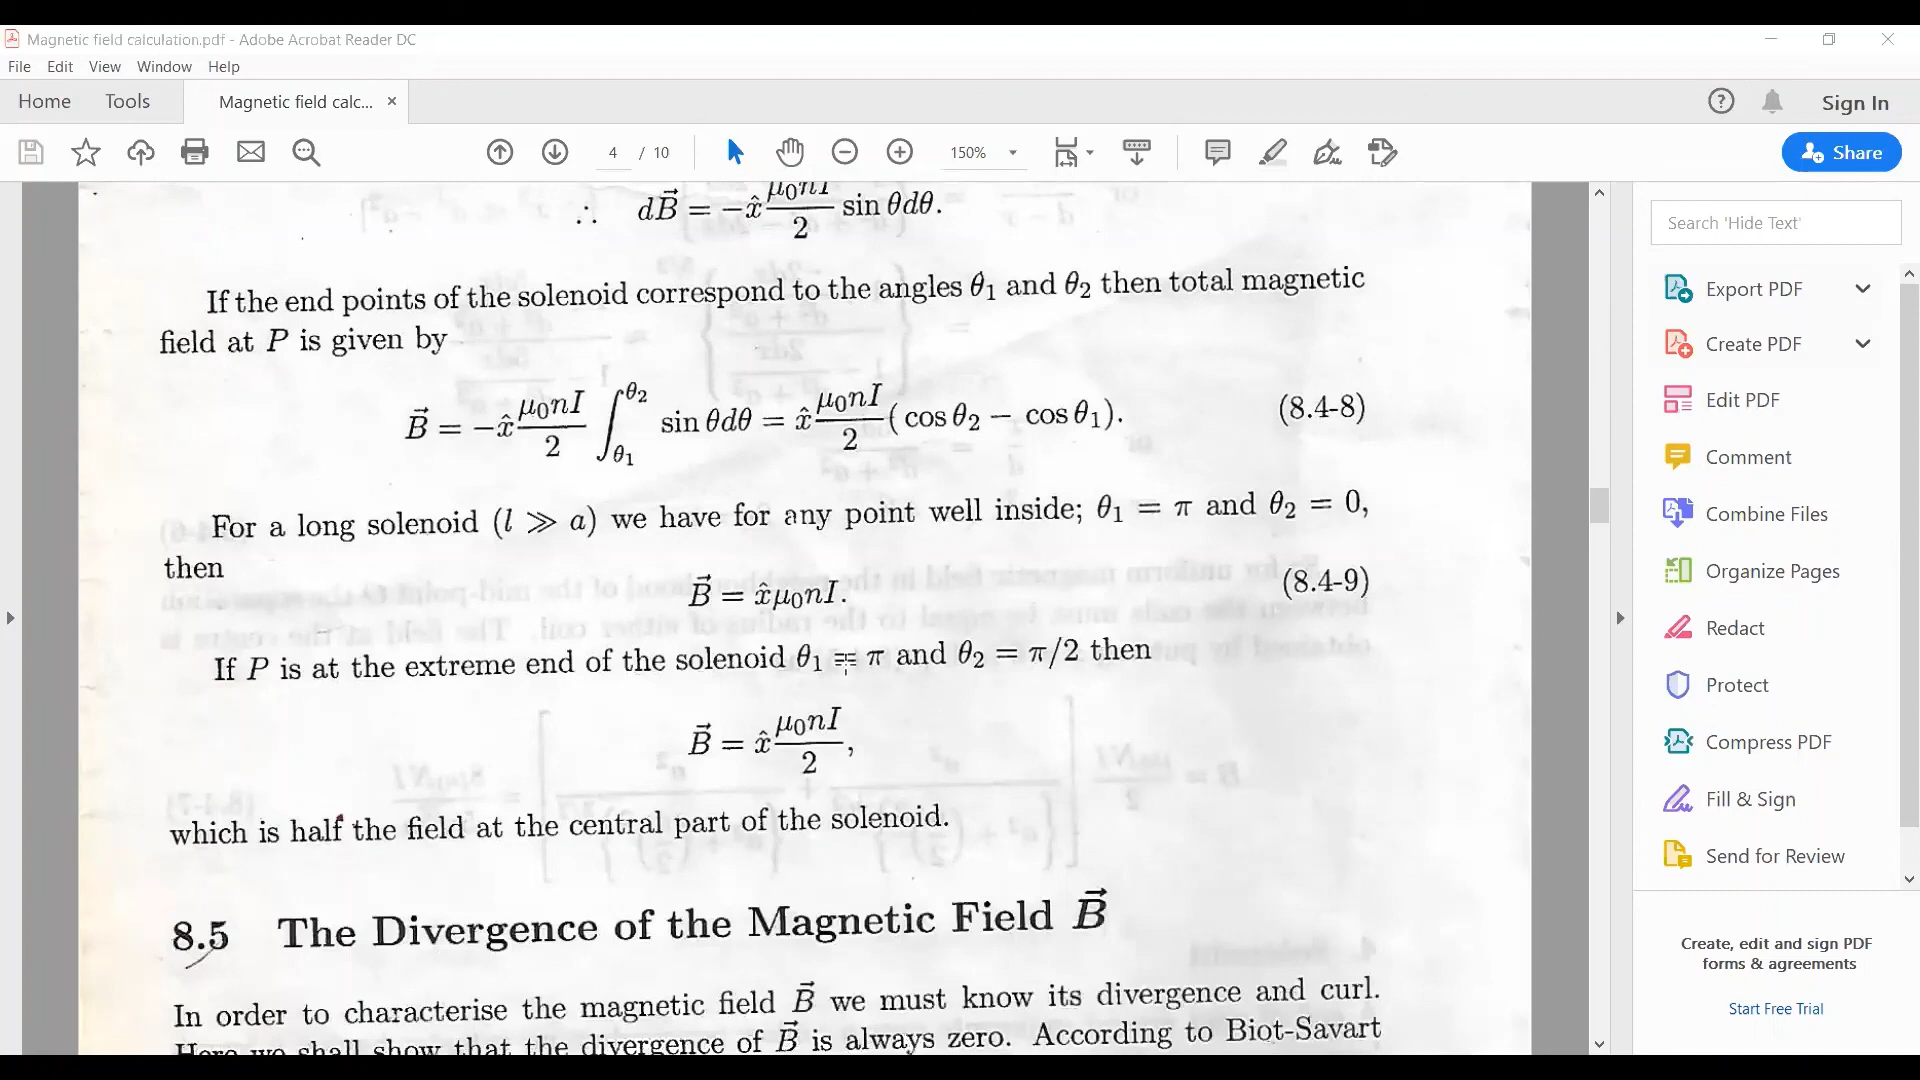 Magnetic field calculation.pdf - Adobe Acrobat Reader DC
File Edit View Window Help
Home Tools Magnetic field calc... × Sign In
4 / 10 150% Share
∴ dB⃗ = −x̂ μ₀nI/2 sin θdθ.
If the end points of the solenoid correspond to the angles θ₁ and θ₂ then total magnetic
field at P is given by
B⃗ = −x̂ μ₀nI/2 ∫_θ₁^θ₂ sin θdθ = x̂ μ₀nI/2 (cos θ₂ − cos θ₁). (8.4-8)
For a long solenoid (l ≫ a) we have for any point well inside; θ₁ = π and θ₂ = 0,
then
B⃗ = x̂μ₀nI. (8.4-9)
If P is at the extreme end of the solenoid θ₁ = π and θ₂ = π/2 then
B⃗ = x̂ μ₀nI/2,
which is half the field at the central part of the solenoid.
8.5 The Divergence of the Magnetic Field B⃗
In order to characterise the magnetic field B⃗ we must know its divergence and curl.
Here we shall show that the divergence of B⃗ is always zero. According to Biot-Savart
Search 'Hide Text'
Export PDF
Create PDF
Edit PDF
Comment
Combine Files
Organize Pages
Redact
Protect
Compress PDF
Fill & Sign
Send for Review
Create, edit and sign PDF
forms & agreements
Start Free Trial